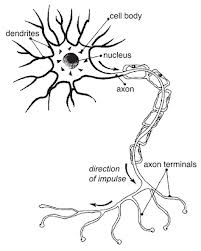 cell body
dendrites
nucleus
axon
direction
of impulse
axon terminals